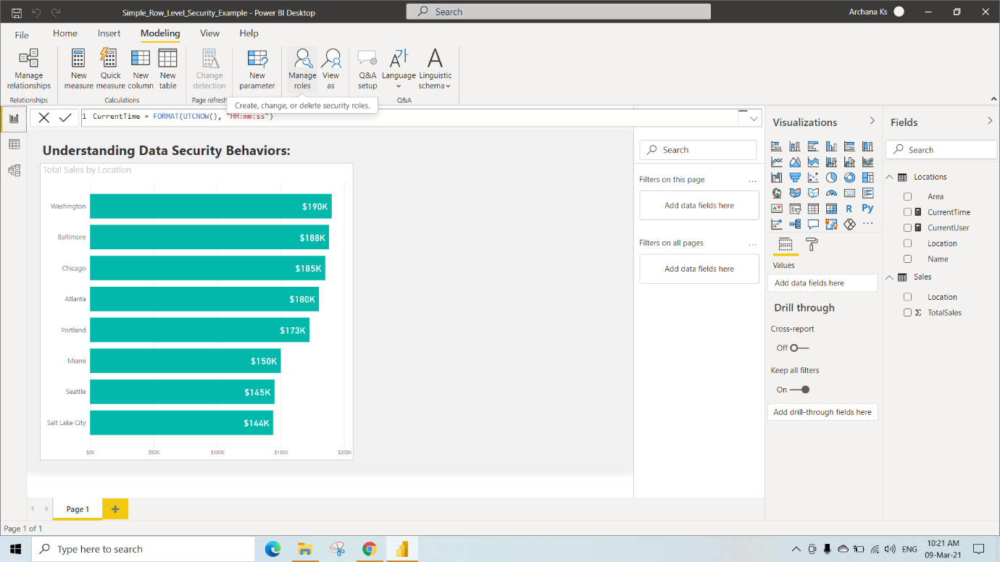 Simple_Row_Level_Security_Example - Power BI Desktop
Search
Archana Ks
File
Home
Insert
Modeling
View
Help
Manage relationships
New measure
Quick measure
New column
New table
Change detection
New parameter
Manage roles
View as
Q&A setup
Language
Linguistic schema
Relationships
Calculations
Page refresh
Q&A
Create, change, or delete security roles.
1 CurrentTime = FORMAT(UTCNOW(), "HH:mm:ss")
Understanding Data Security Behaviors:
Total Sales by Location
Washington $190K
Baltimore $188K
Chicago $185K
Atlanta $180K
Portland $173K
Miami $150K
Seattle $145K
Salt Lake City $144K
$0K $50K $100K $150K $200K
Search
Filters on this page ...
Add data fields here
Filters on all pages ...
Add data fields here
Visualizations
R
Py
...
Values
Add data fields here
Drill through
Cross-report
Off
Keep all filters
On
Add drill-through fields here
Fields
Search
Locations
Area
CurrentTime
CurrentUser
Location
Name
Sales
Location
Σ TotalSales
Page 1
+
Page 1 of 1
Type here to search
ENG
10:21 AM
09-Mar-21